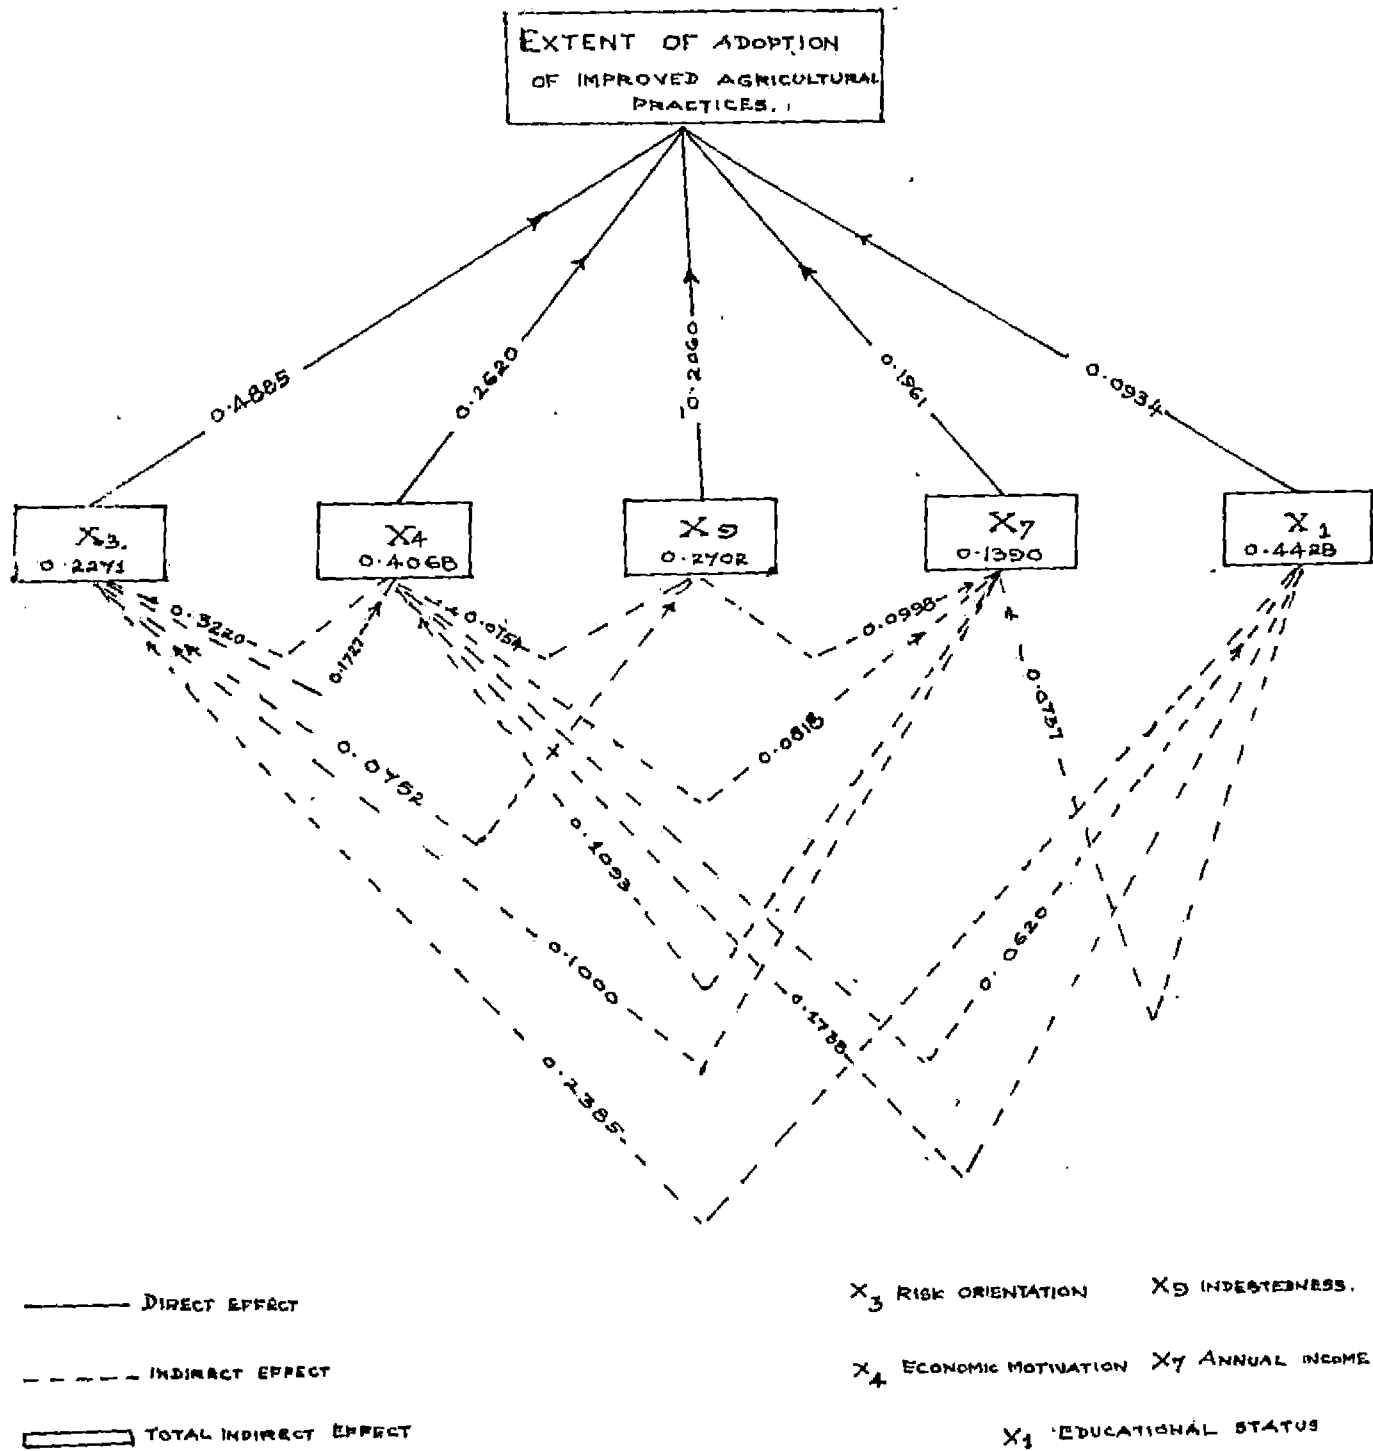 EXTENT OF ADOPTION
OF IMPROVED AGRICULTURAL
PRACTICES.
0.4885
0.2620
0.2060
0.1961
0.0934
X3.
0.2271
X4
0.4068
X9
0.2702
X7
0.1390
X1
0.4428
0.3220
0.1727
0.0754
0.0998
0.0737
0.0752
0.0818
0.1093
0.1000
0.0620
0.1738
0.2385
DIRECT EFFECT
INDIRECT EFFECT
TOTAL INDIRECT EFFECT
X3 RISK ORIENTATION X9 INDEBTEDNESS.
X4 ECONOMIC MOTIVATION X7 ANNUAL INCOME
X1 EDUCATIONAL STATUS